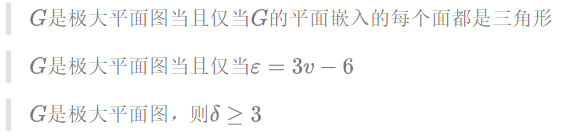 G是极大平面图当且仅当G的平面嵌入的每个面都是三角形
G是极大平面图当且仅当ε = 3v − 6
G是极大平面图，则δ ≥ 3